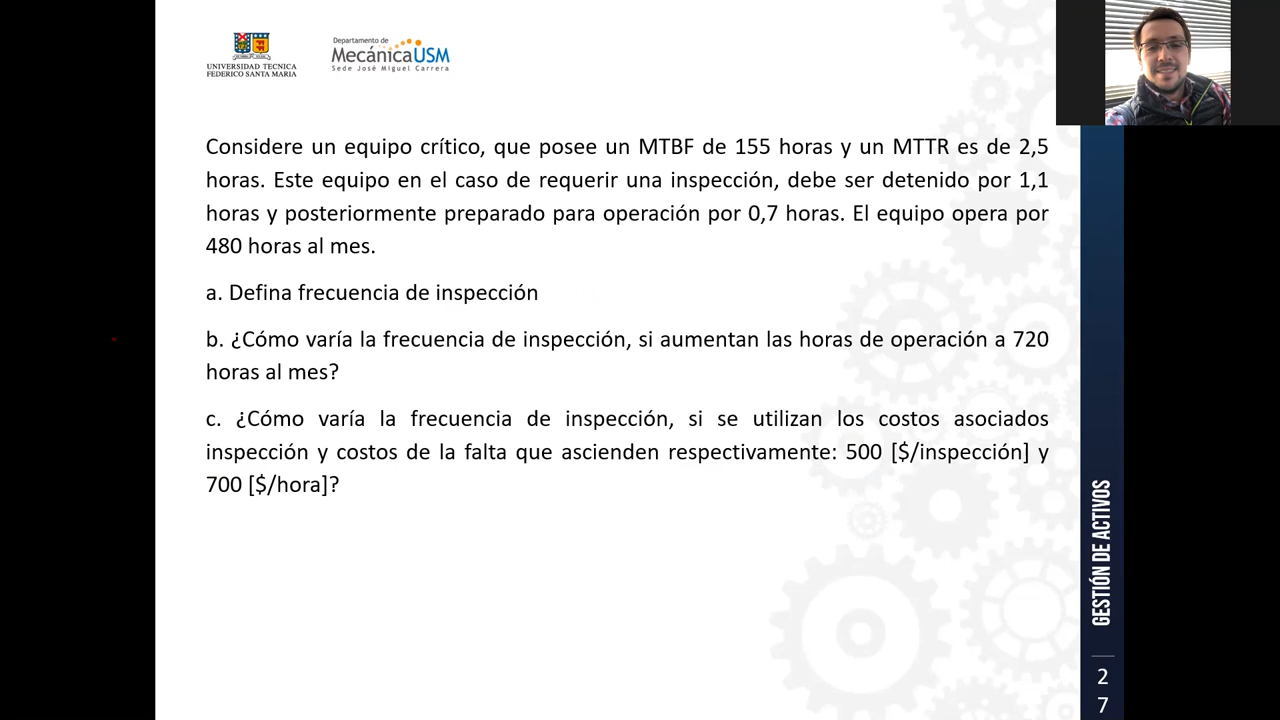 UNIVERSIDAD TECNICA
FEDERICO SANTA MARIA
Departamento de
MecánicaUSM
Sede José Miguel Carrera
Considere un equipo crítico, que posee un MTBF de 155 horas y un MTTR es de 2,5
horas. Este equipo en el caso de requerir una inspección, debe ser detenido por 1,1
horas y posteriormente preparado para operación por 0,7 horas. El equipo opera por
480 horas al mes.
a. Defina frecuencia de inspección
b. ¿Cómo varía la frecuencia de inspección, si aumentan las horas de operación a 720
horas al mes?
c. ¿Cómo varía la frecuencia de inspección, si se utilizan los costos asociados
inspección y costos de la falta que ascienden respectivamente: 500 [$/inspección] y
700 [$/hora]?
GESTIÓN DE ACTIVOS
2
7